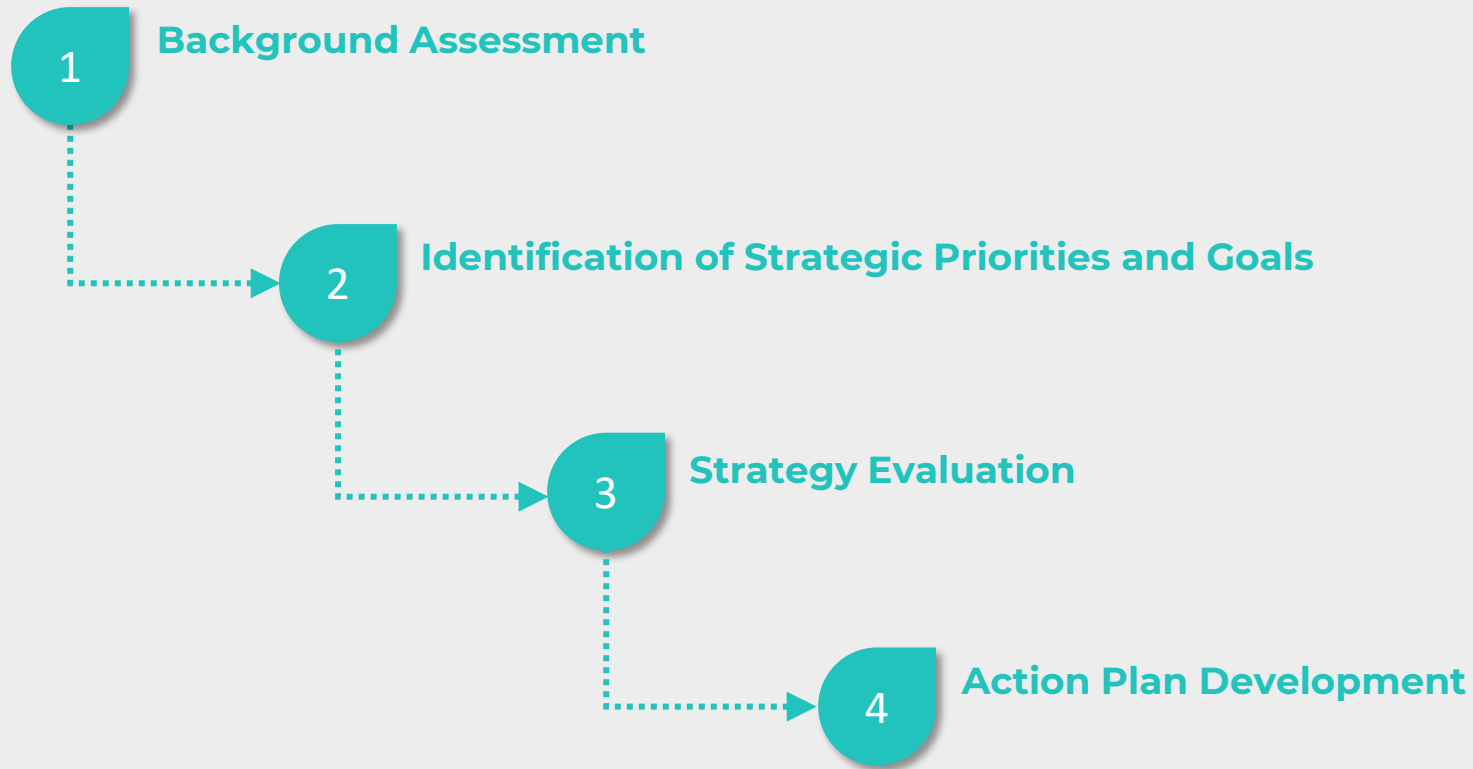 1
Background Assessment
2
Identification of Strategic Priorities and Goals
3
Strategy Evaluation
4
Action Plan Development